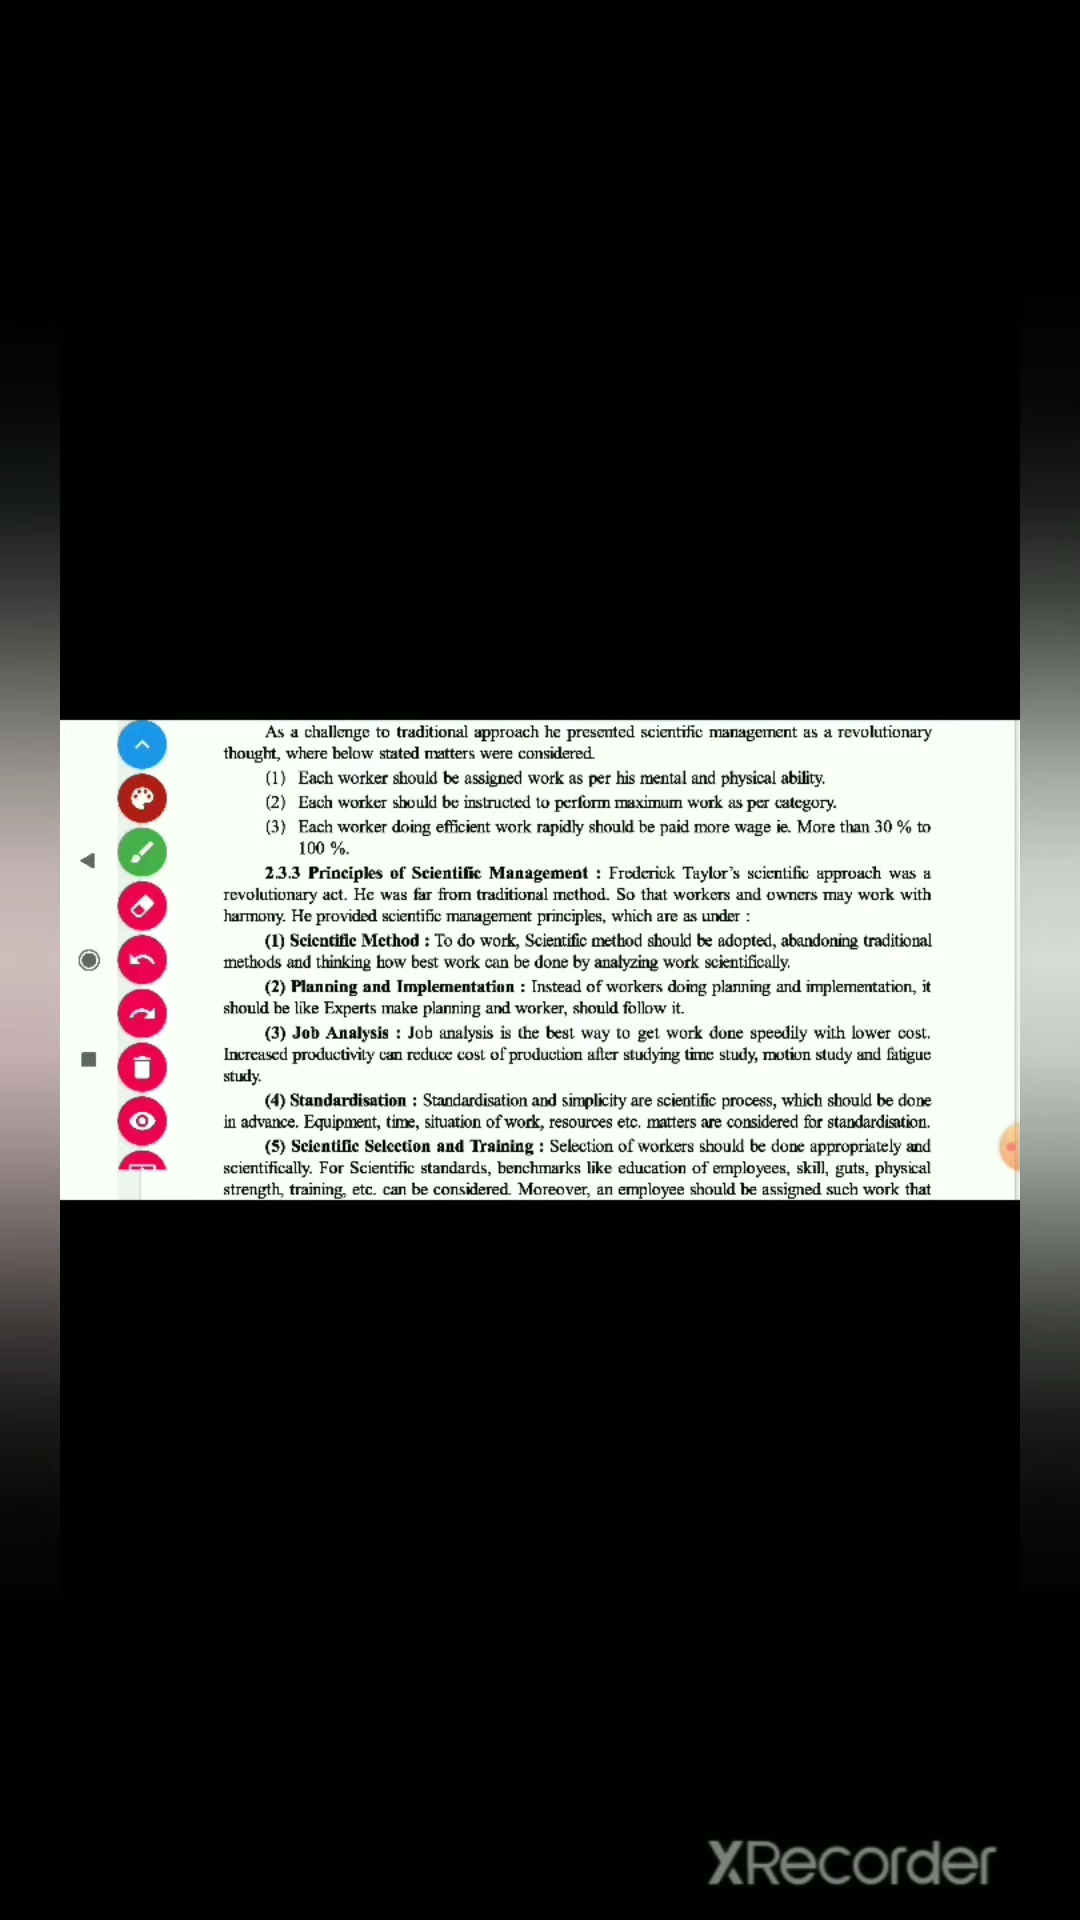 As a challenge to traditional approach he presented scientific management as a revolutionary
thought, where below stated matters were considered.
(1) Each worker should be assigned work as per his mental and physical ability.
(2) Each worker should be instructed to perform maximum work as per category.
(3) Each worker doing efficient work rapidly should be paid more wage ie. More than 30 % to
100 %.
2.3.3 Principles of Scientific Management : Frederick Taylor's scientific approach was a
revolutionary act. He was far from traditional method. So that workers and owners may work with
harmony. He provided scientific management principles, which are as under :
(1) Scientific Method : To do work, Scientific method should be adopted, abandoning traditional
methods and thinking how best work can be done by analyzing work scientifically.
(2) Planning and Implementation : Instead of workers doing planning and implementation, it
should be like Experts make planning and worker, should follow it.
(3) Job Analysis : Job analysis is the best way to get work done speedily with lower cost.
Increased productivity can reduce cost of production after studying time study, motion study and fatigue
study.
(4) Standardisation : Standardisation and simplicity are scientific process, which should be done
in advance. Equipment, time, situation of work, resources etc. matters are considered for standardisation.
(5) Scientific Selection and Training : Selection of workers should be done appropriately and
scientifically. For Scientific standards, benchmarks like education of employees, skill, guts, physical
strength, training, etc. can be considered. Moreover, an employee should be assigned such work that
XRecorder